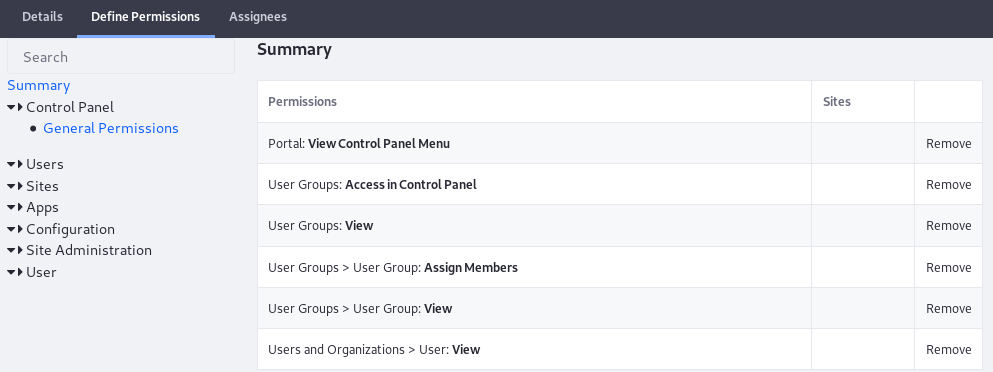 Details Define Permissions Assignees
Search
Summary
Control Panel
General Permissions
Users
Sites
Apps
Configuration
Site Administration
User
Summary
Permissions Sites
Portal: View Control Panel Menu Remove
User Groups: Access in Control Panel Remove
User Groups: View Remove
User Groups > User Group: Assign Members Remove
User Groups > User Group: View Remove
Users and Organizations > User: View Remove